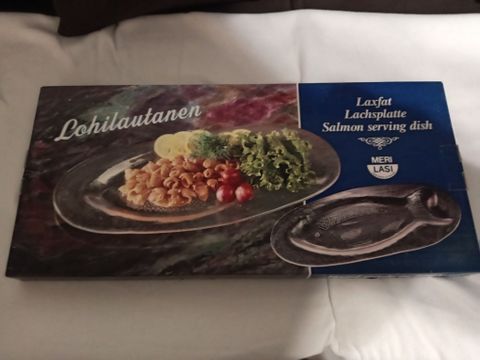 Lohilautanen
Laxfat
Lachsplatte
Salmon serving dish
MERI
LASI